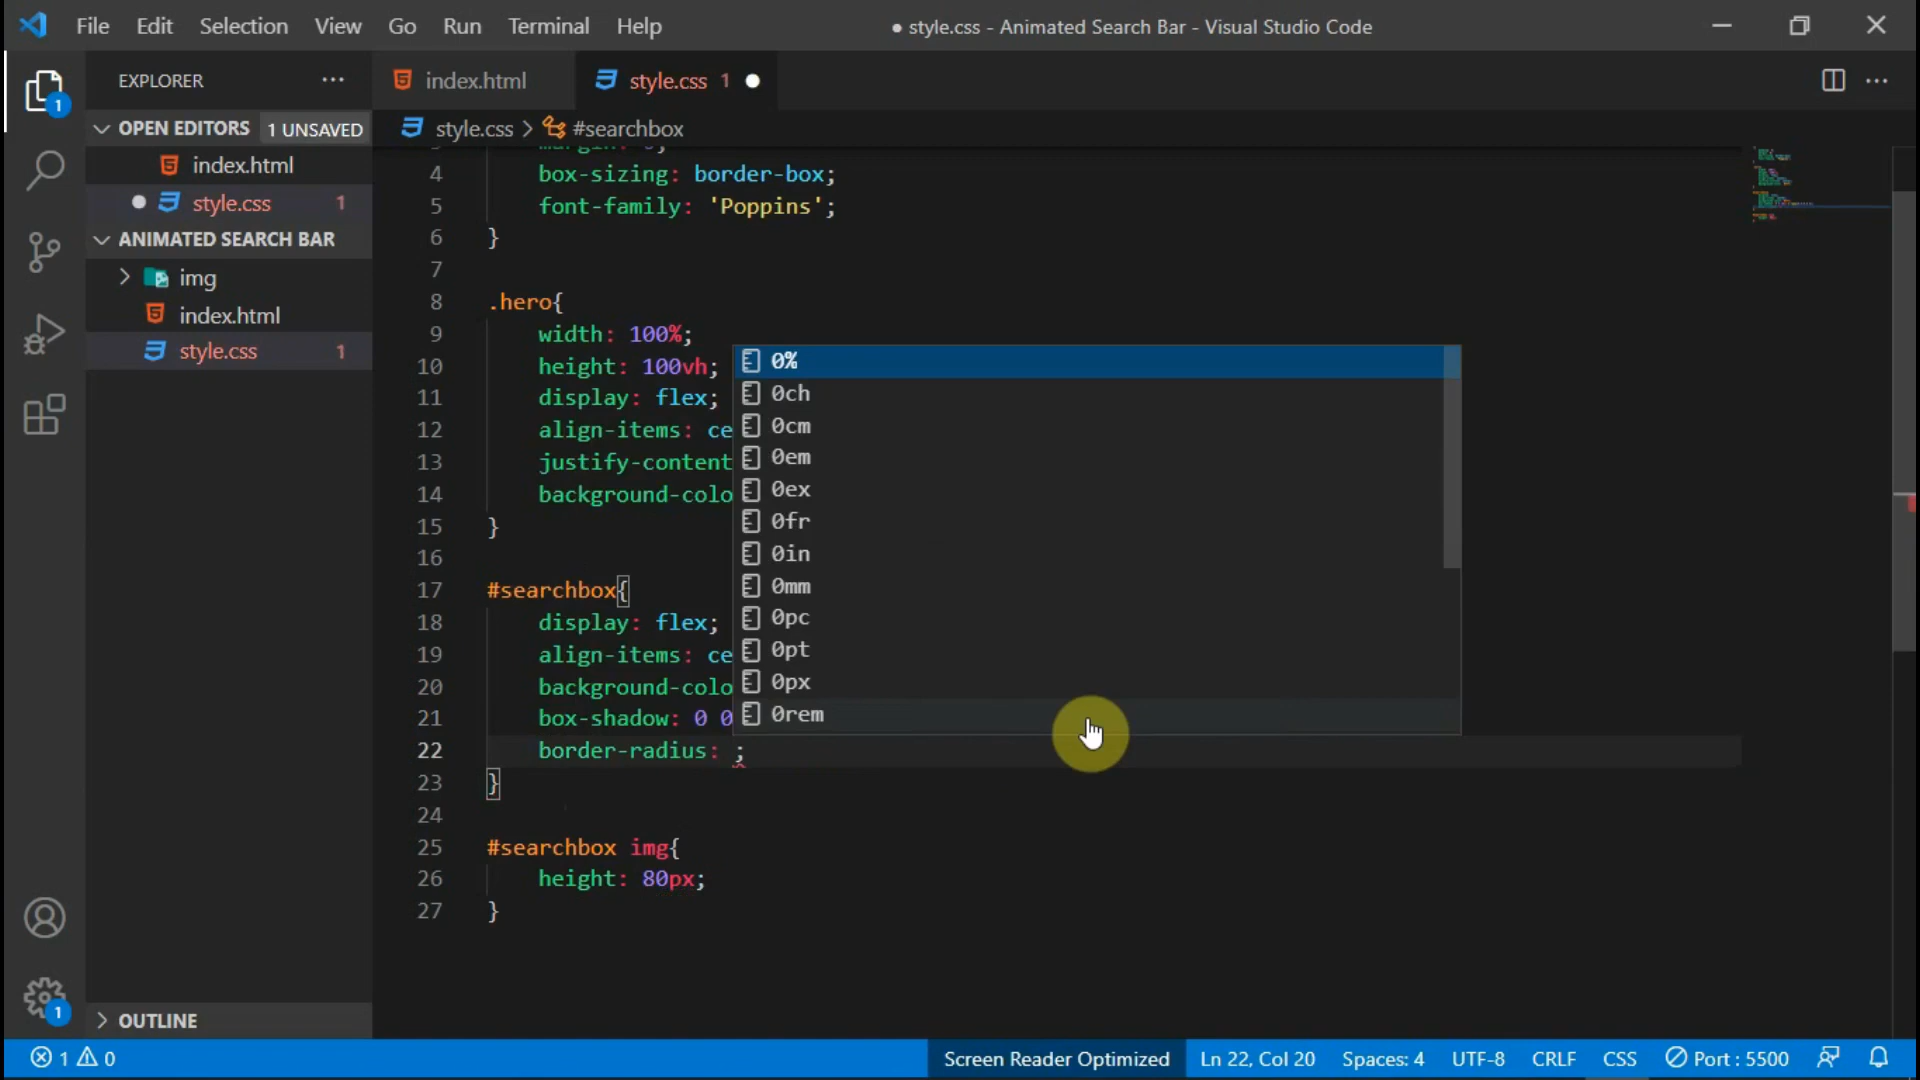 File Edit Selection View Go Run Terminal Help
● style.css - Animated Search Bar - Visual Studio Code
EXPLORER
index.html
style.css 1
OPEN EDITORS 1 UNSAVED
index.html
style.css 1
ANIMATED SEARCH BAR
img
index.html
style.css 1
OUTLINE
style.css > #searchbox
4 box-sizing: border-box;
5 font-family: 'Poppins';
6 }
7
8 .hero{
9 width: 100%;
10 height: 100vh;
11 display: flex;
12 align-items: ce
13 justify-content
14 background-colo
15 }
16
17 #searchbox{
18 display: flex;
19 align-items: ce
20 background-colo
21 box-shadow: 0 0
22 border-radius: ;
23 }
24
25 #searchbox img{
26 height: 80px;
27 }
0%
0ch
0cm
0em
0ex
0fr
0in
0mm
0pc
0pt
0px
0rem
1
1
1 0
Screen Reader Optimized Ln 22, Col 20 Spaces: 4 UTF-8 CRLF CSS Port : 5500